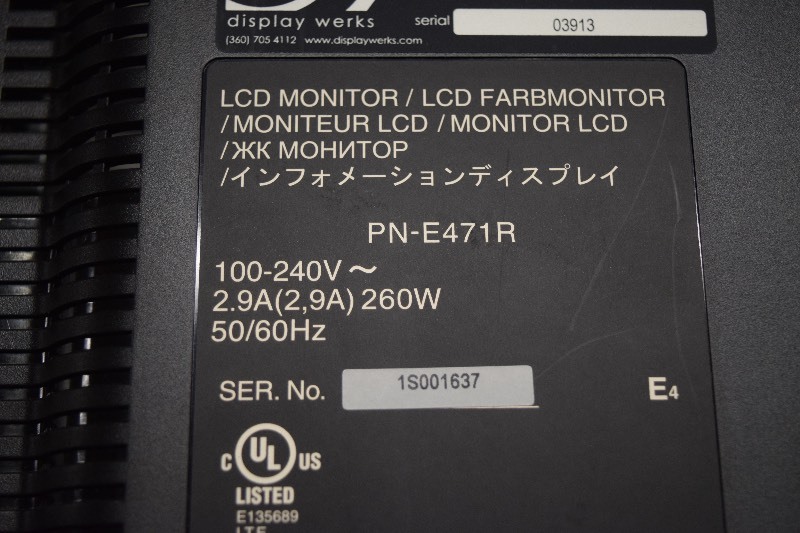 display werks serial 03913
(360) 705 4112 www.displaywerks.com
LCD MONITOR / LCD FARBMONITOR
/MONITEUR LCD / MONITOR LCD
/ЖК МОНИТОР
/インフォメーションディスプレイ
PN-E471R
100-240V ～
2.9A(2,9A) 260W
50/60Hz
SER. No. 1S001637 E4
C UL US
LISTED
E135689
I.T.E.